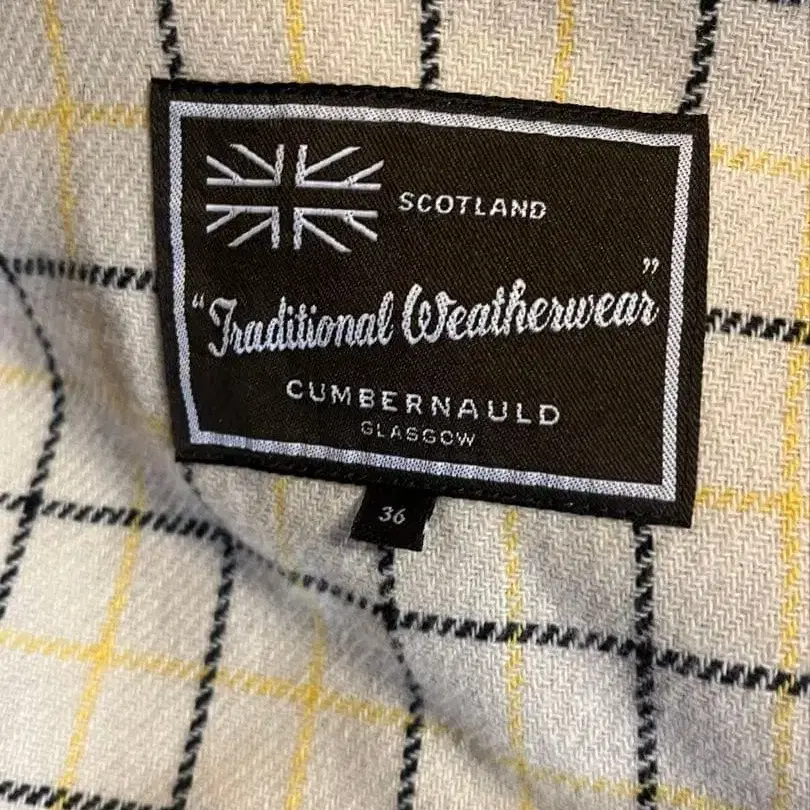 SCOTLAND
"Traditional Weatherwear"
CUMBERNAULD
GLASGOW
36